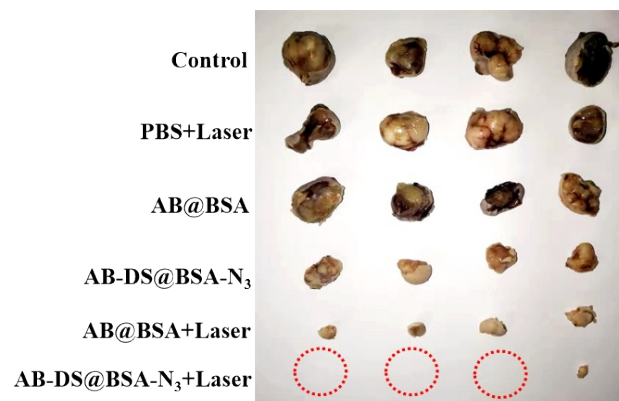 Control
PBS+Laser
AB@BSA
AB-DS@BSA-N₃
AB@BSA+Laser
AB-DS@BSA-N₃+Laser